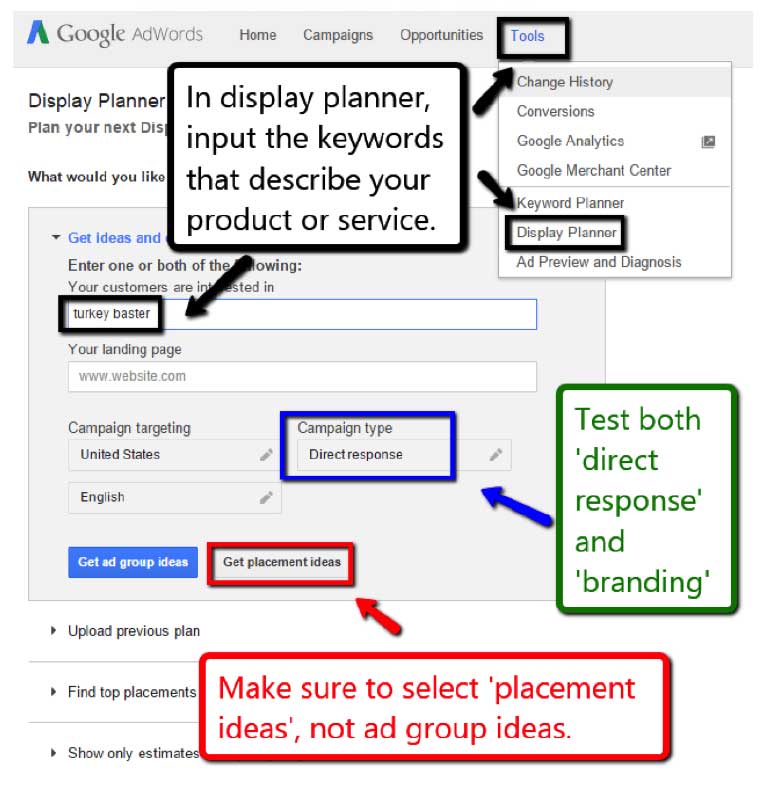 Google AdWords Home Campaigns Opportunities Tools
Change History
Conversions
Google Analytics
Google Merchant Center
Keyword Planner
Display Planner
Ad Preview and Diagnosis
Display Planner
Plan your next
What would you like
In display planner,
input the keywords
that describe your
product or service.
Get ideas and
Enter one or both of the following:
Your customers are interested in
turkey baster
Your landing page
www.website.com
Campaign targeting
United States
English
Campaign type
Direct response
Test both
'direct
response'
and
'branding'
Get ad group ideas Get placement ideas
Upload previous plan
Make sure to select 'placement
ideas', not ad group ideas.
Find top placements
Show only estimates